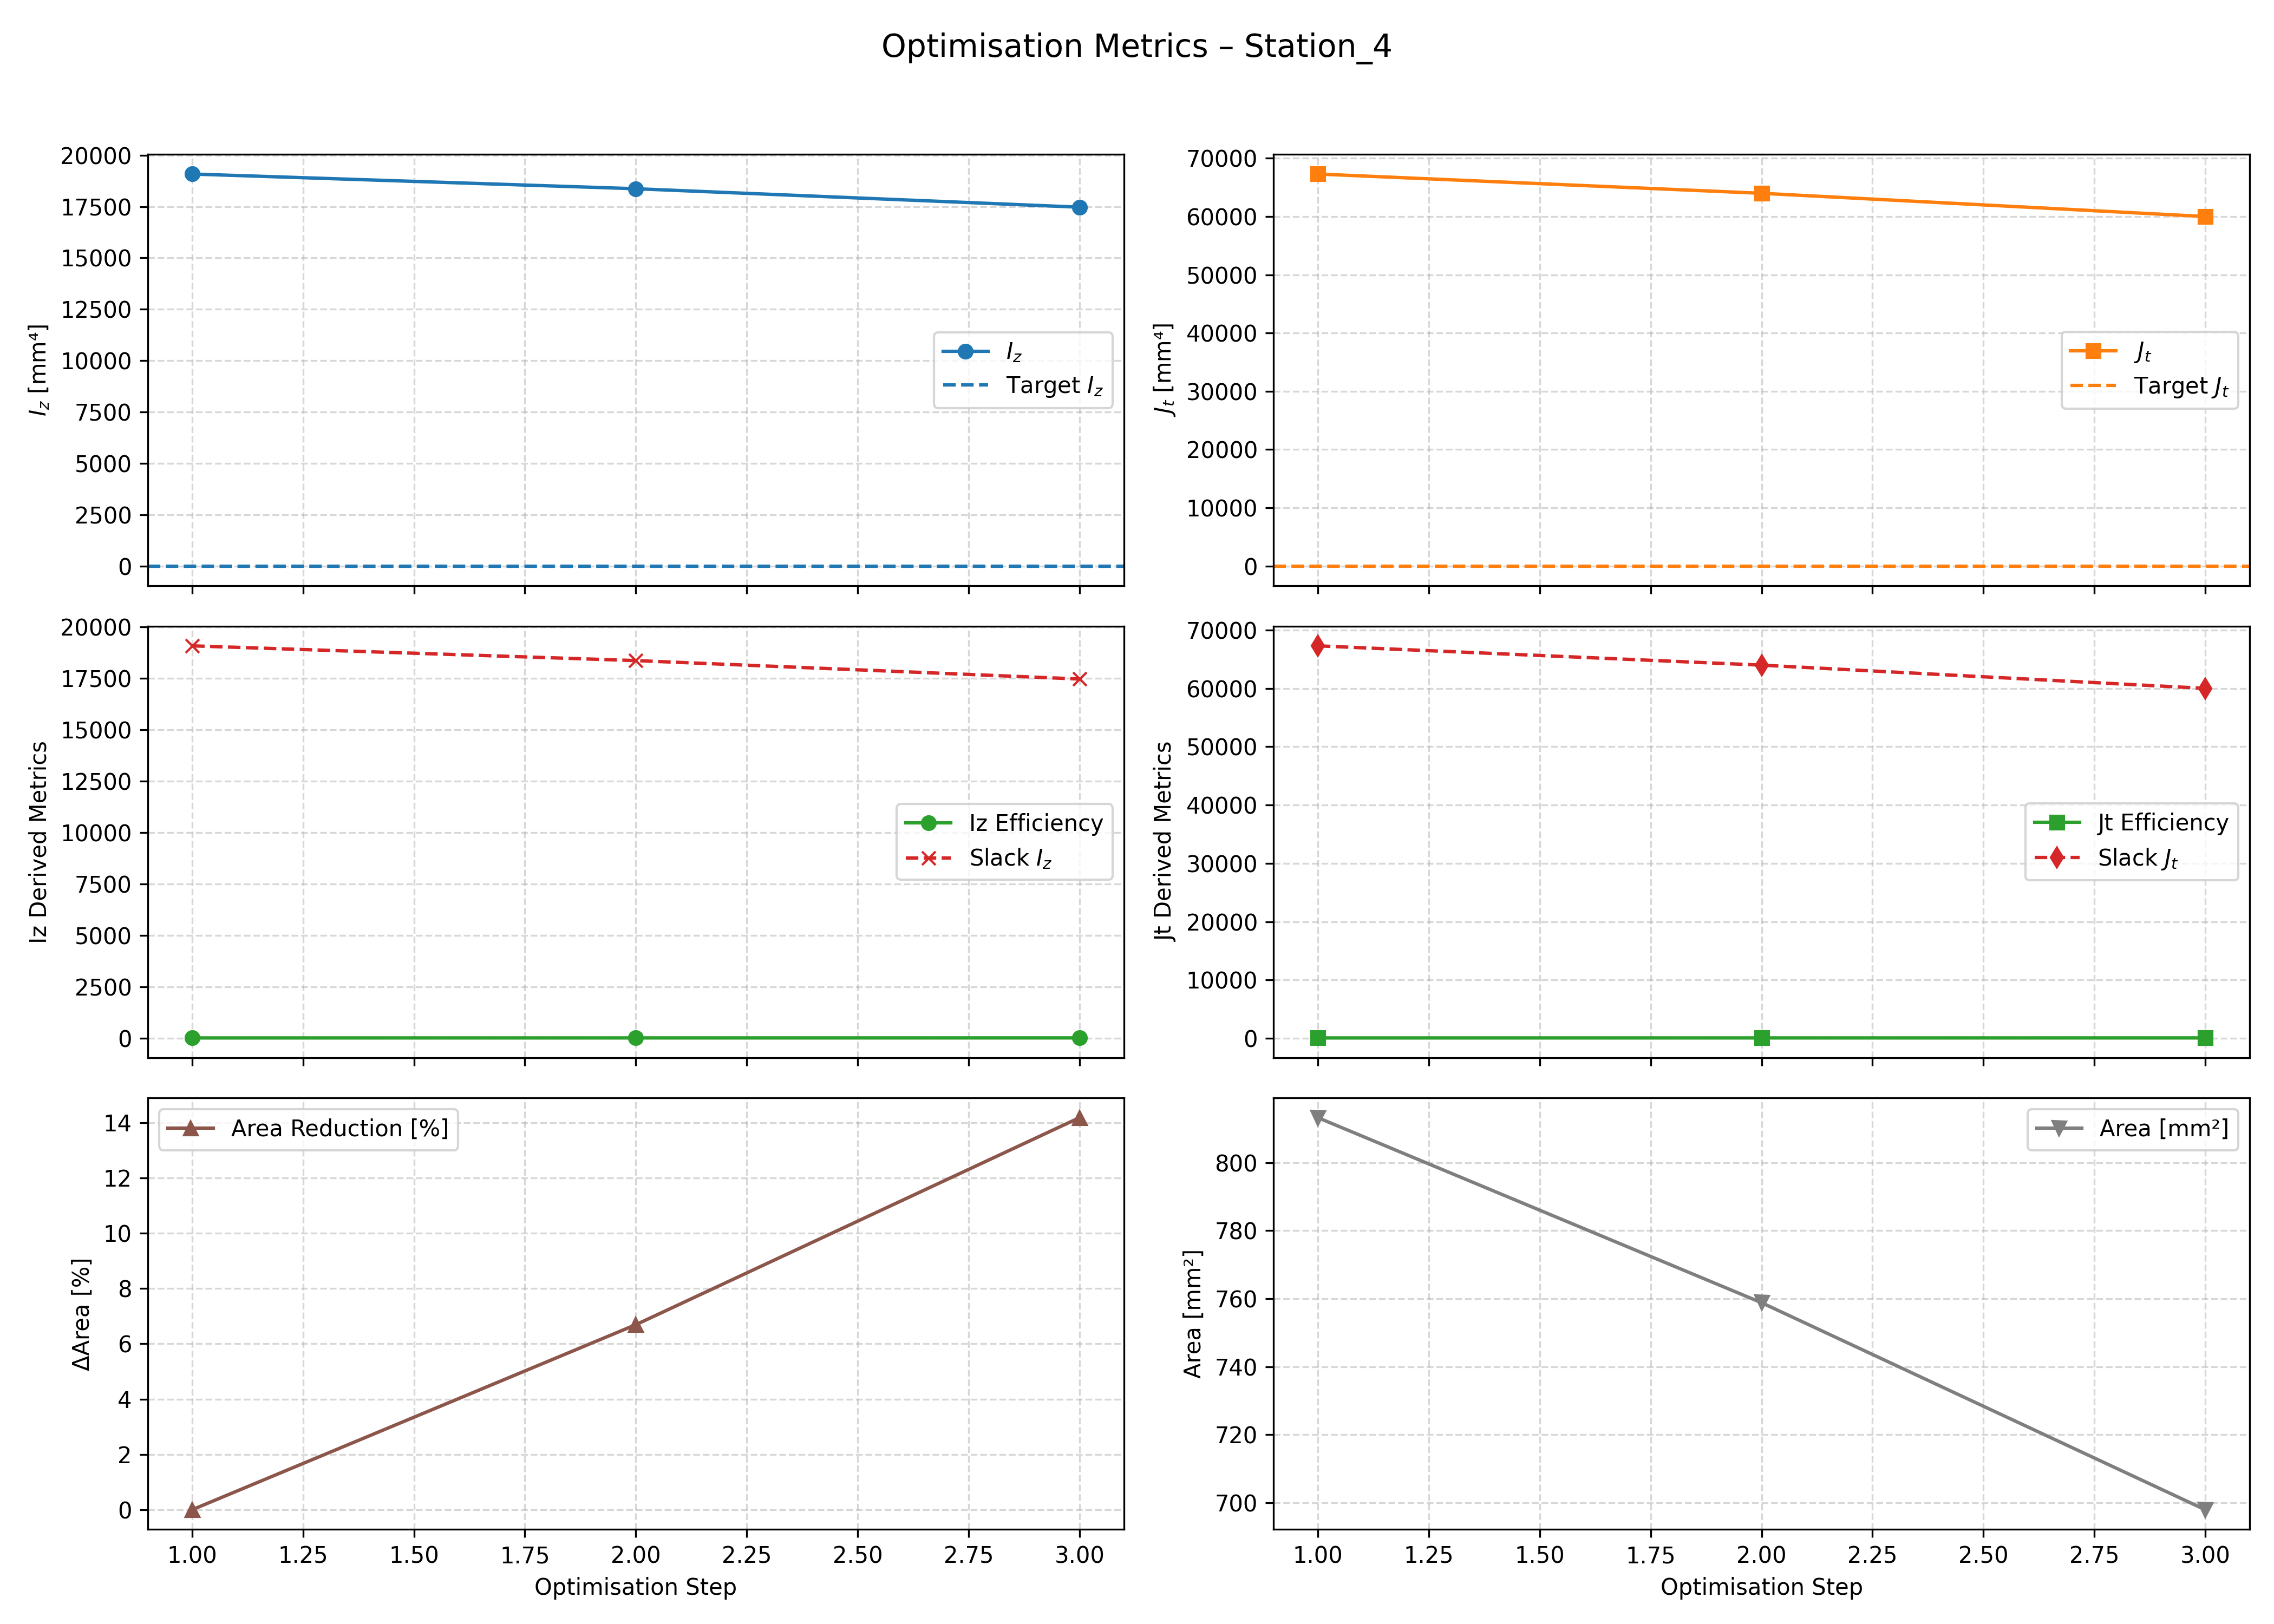 Optimisation Metrics – Station_4
20000
17500
15000
12500
10000
7500
5000
2500
0
I_z [mm⁴]
I_z
Target I_z
70000
60000
50000
40000
30000
20000
10000
0
J_t [mm⁴]
J_t
Target J_t
20000
17500
15000
12500
10000
7500
5000
2500
0
Iz Derived Metrics
Iz Efficiency
Slack I_z
70000
60000
50000
40000
30000
20000
10000
0
Jt Derived Metrics
Jt Efficiency
Slack J_t
14
12
10
8
6
4
2
0
ΔArea [%]
Area Reduction [%]
1.00 1.25 1.50 1.75 2.00 2.25 2.50 2.75 3.00
Optimisation Step
800
780
760
740
720
700
Area [mm²]
Area [mm²]
1.00 1.25 1.50 1.75 2.00 2.25 2.50 2.75 3.00
Optimisation Step